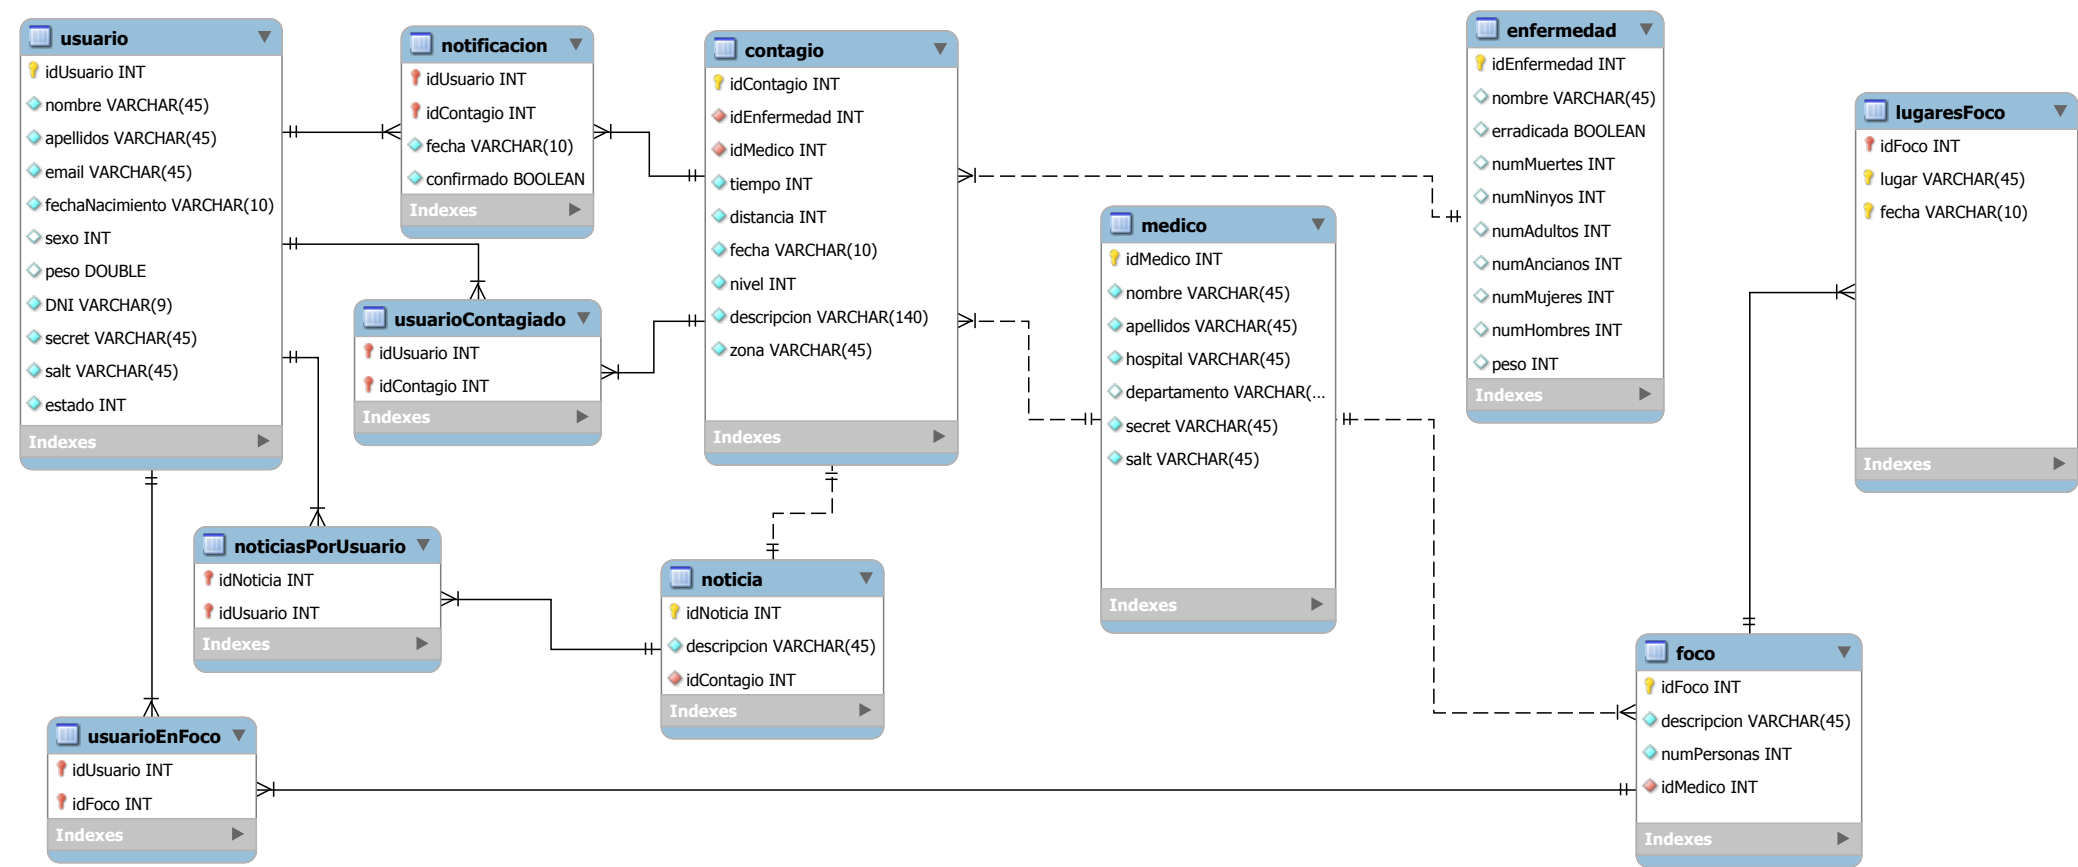 usuario
idUsuario INT
nombre VARCHAR(45)
apellidos VARCHAR(45)
email VARCHAR(45)
fechaNacimiento VARCHAR(10)
sexo INT
peso DOUBLE
DNI VARCHAR(9)
secret VARCHAR(45)
salt VARCHAR(45)
estado INT
Indexes
notificacion
idUsuario INT
idContagio INT
fecha VARCHAR(10)
confirmado BOOLEAN
Indexes
usuarioContagiado
idUsuario INT
idContagio INT
Indexes
contagio
idContagio INT
idEnfermedad INT
idMedico INT
tiempo INT
distancia INT
fecha VARCHAR(10)
nivel INT
descripcion VARCHAR(140)
zona VARCHAR(45)
Indexes
medico
idMedico INT
nombre VARCHAR(45)
apellidos VARCHAR(45)
hospital VARCHAR(45)
departamento VARCHAR(...
secret VARCHAR(45)
salt VARCHAR(45)
Indexes
enfermedad
idEnfermedad INT
nombre VARCHAR(45)
erradicada BOOLEAN
numMuertes INT
numNinyos INT
numAdultos INT
numAncianos INT
numMujeres INT
numHombres INT
peso INT
Indexes
lugaresFoco
idFoco INT
lugar VARCHAR(45)
fecha VARCHAR(10)
Indexes
noticiasPorUsuario
idNoticia INT
idUsuario INT
Indexes
noticia
idNoticia INT
descripcion VARCHAR(45)
idContagio INT
Indexes
usuarioEnFoco
idUsuario INT
idFoco INT
Indexes
foco
idFoco INT
descripcion VARCHAR(45)
numPersonas INT
idMedico INT
Indexes